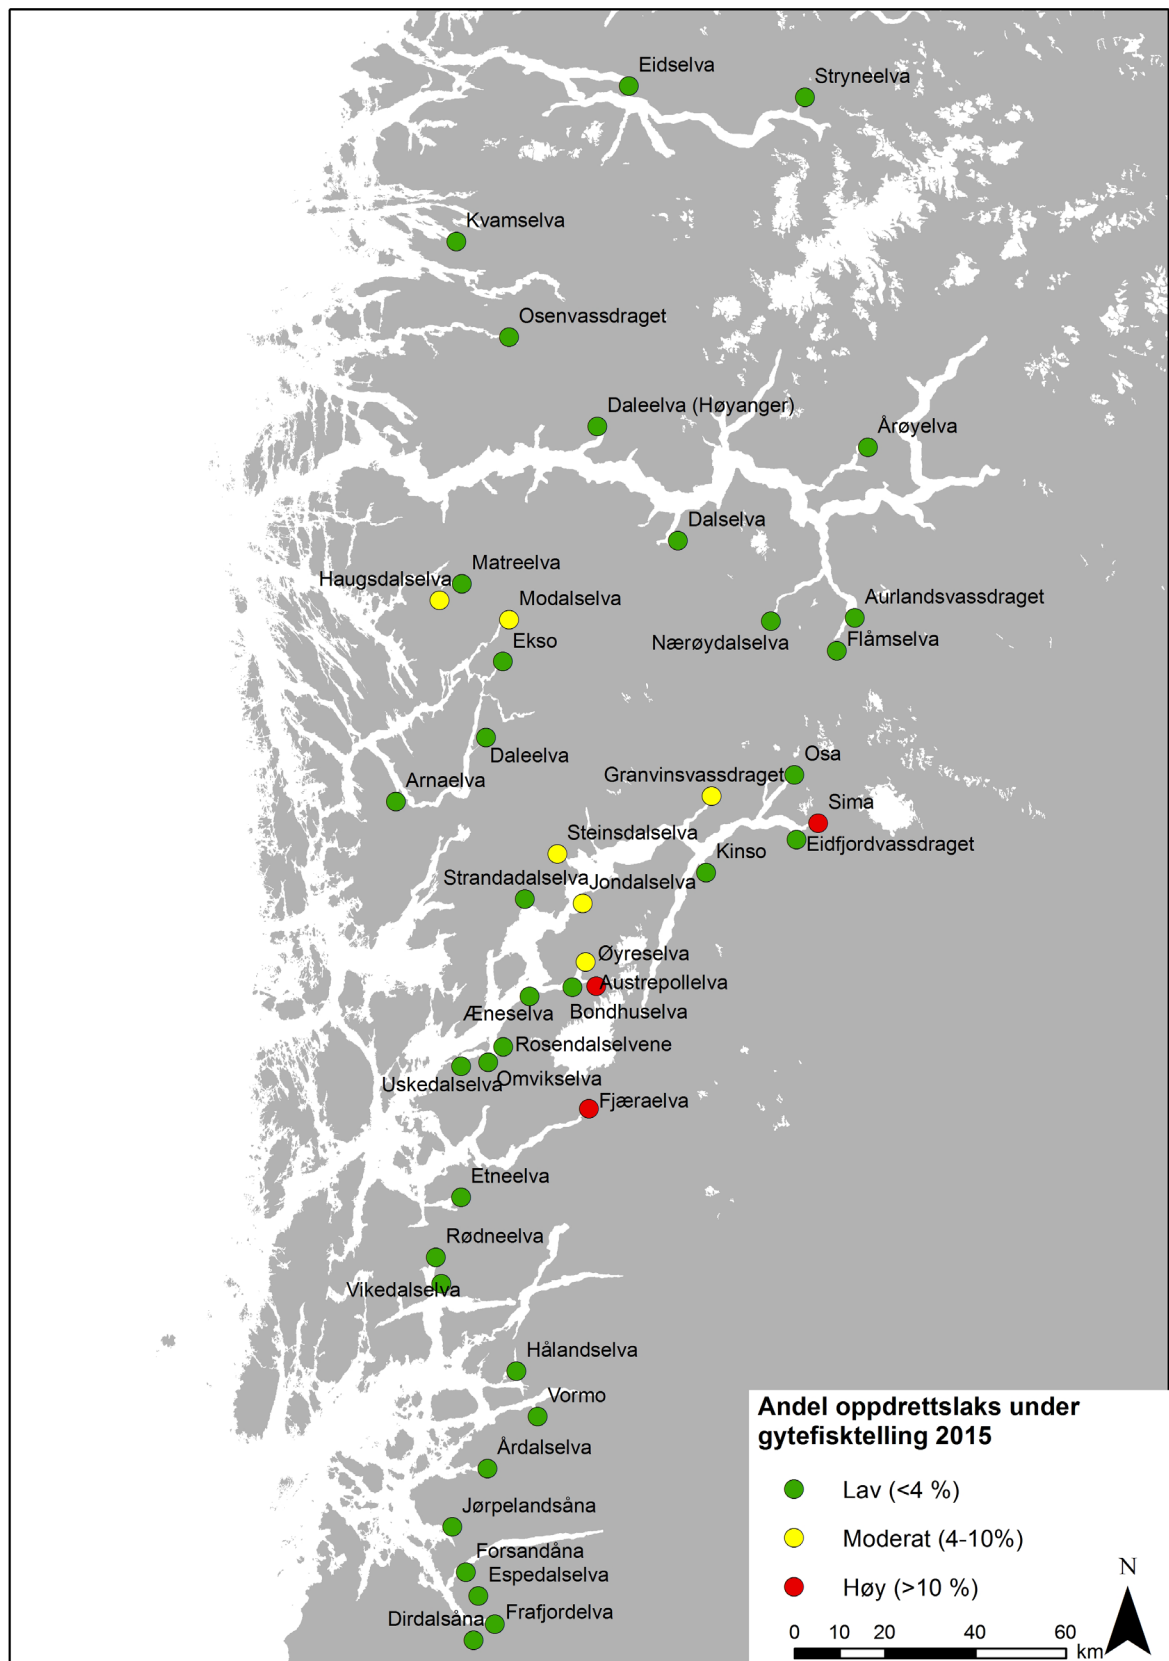 Eidselva
Stryneelva
Kvamselva
Osenvassdraget
Daleelva (Høyanger)
Årøyelva
Dalselva
Matreelva
Haugsdalselva
Modalselva
Aurlandsvassdraget
Nærøydalselva
Flåmselva
Ekso
Daleelva
Osa
Granvinsvassdraget
Arnaelva
Sima
Steinsdalselva
Eidfjordvassdraget
Kinso
Strandadalselva
Jondalselva
Øyreselva
Austrepollelva
Æneselva
Bondhuselva
Rosendalselvene
Omvikselva
Uskedalselva
Fjæraelva
Etneelva
Rødneelva
Vikedalselva
Hålandselva
Vormo
Årdalselva
Jørpelandsåna
Forsandåna
Espedalselva
Frafjordelva
Dirdalsåna
Andel oppdrettslaks under
gytefisktelling 2015
Lav (<4 %)
Moderat (4-10%)
Høy (>10 %)
N
0 10 20 40 60
km